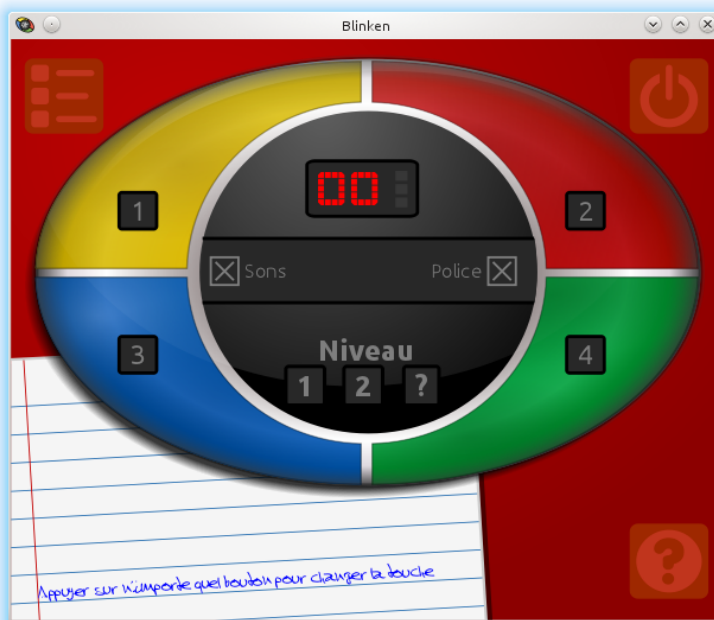 Blinken
1
2
00
Sons
Police
3
4
Niveau
1 2 ?
?
Appuyer sur n'importe quel bouton pour changer la touche